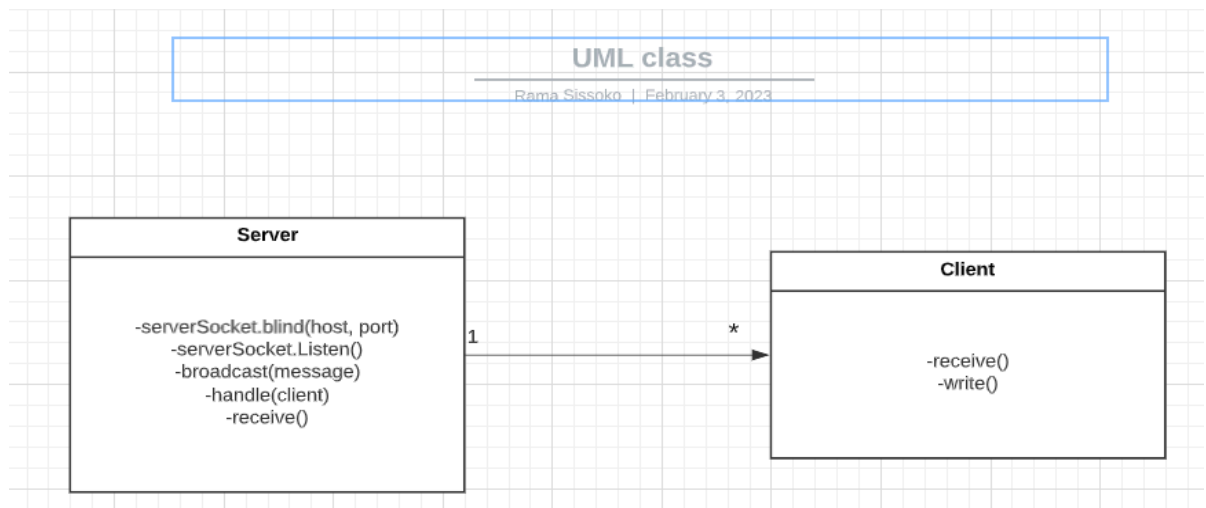 UML class
Rama Sissoko | February 3, 2023
Server
-serverSocket.blind(host, port)
-serverSocket.Listen()
-broadcast(message)
-handle(client)
-receive()
1
*
Client
-receive()
-write()